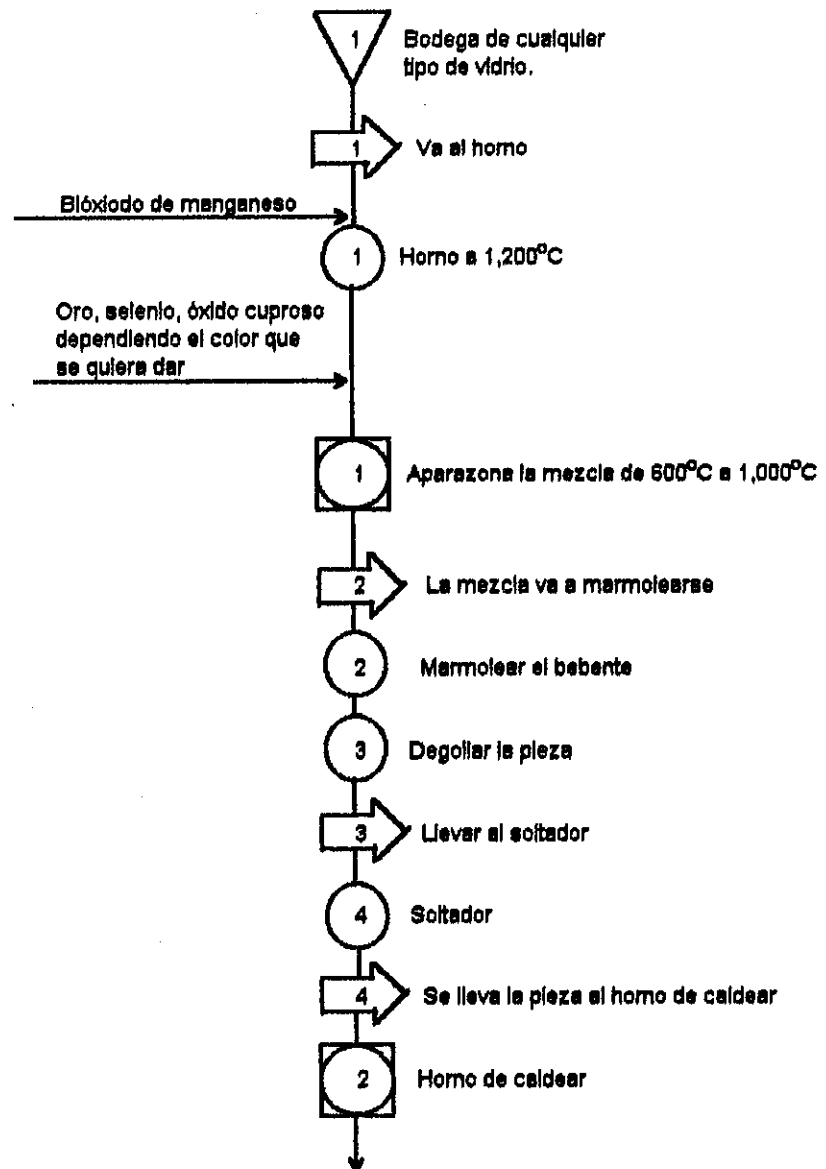 1
Bodega de cualquier
tipo de vidrio.
1
Va al horno
Bióxiodo de manganeso
1
Horno a 1,200°C
Oro, selenio, óxido cuproso
dependiendo el color que
se quiera dar
1
Aparazona la mezcla de 600°C a 1,000°C
2
La mezcla va a marmolearse
2
Marmolear el bebente
3
Degollar la pieza
3
Llevar al soltador
4
Soltador
4
Se lleva la pieza al horno de caldear
2
Horno de caldear